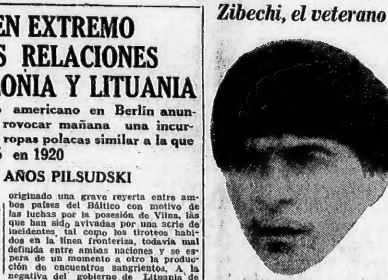 EN EXTREMO
S RELACIONES
ONIA Y LITUANIA
o americano en Berlín anun-
rovocar mañana una incur-
ropas polacas similar a la que
en 1920
AÑOS PILSUDSKI
originado una grave reyerta entre am-
bos países del Báltico con motivo de
las luchas por la posesión de Vilna, las
que han sido avivadas por una serie de
incidentes, tal como los tiroteos habi-
dos en la línea fronteriza, todavía mal
definida entre ambas naciones y se es-
pera de un momento a otro la produ-
ción de encuentros sangrientos. A la
negativa del gobierno de Lituania de
Zibechi, el veterano